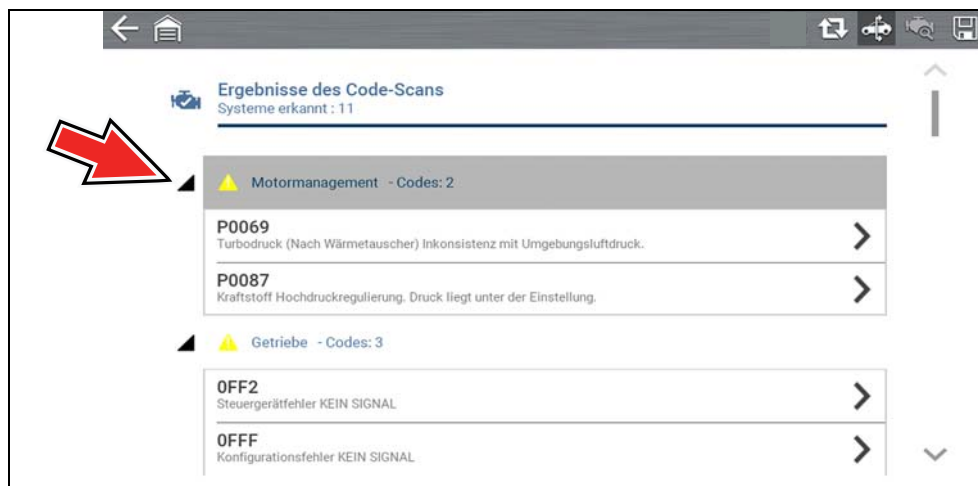 Ergebnisse des Code-Scans
Systeme erkannt : 11
Motormanagement - Codes: 2
P0069
Turbodruck (Nach Wärmetauscher) Inkonsistenz mit Umgebungsluftdruck.
P0087
Kraftstoff Hochdruckregulierung. Druck liegt unter der Einstellung.
Getriebe - Codes: 3
0FF2
Steuergerätfehler KEIN SIGNAL
0FFF
Konfigurationsfehler KEIN SIGNAL